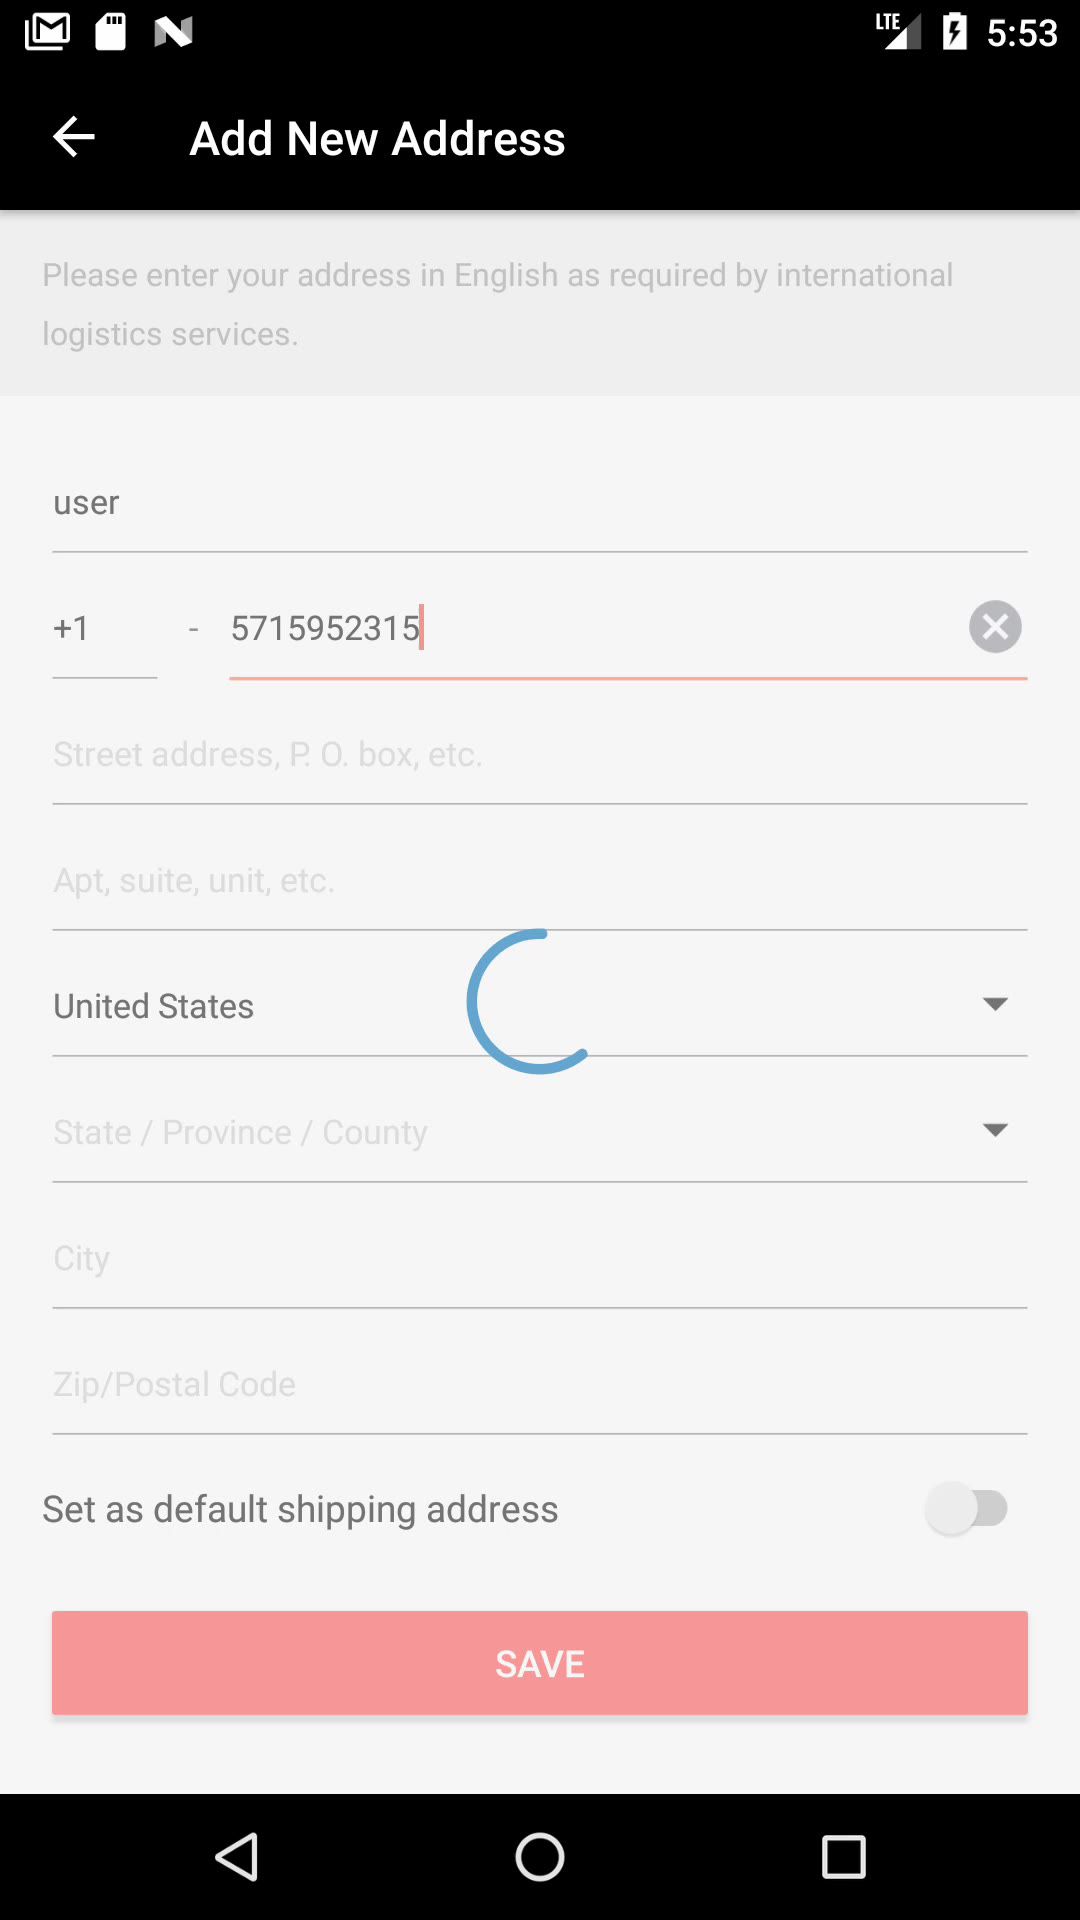 LTE 5:53
Add New Address
Please enter your address in English as required by international
logistics services.
user
+1 - 5715952315
Street address, P. O. box, etc.
Apt, suite, unit, etc.
United States
State / Province / County
City
Zip/Postal Code
Set as default shipping address
SAVE